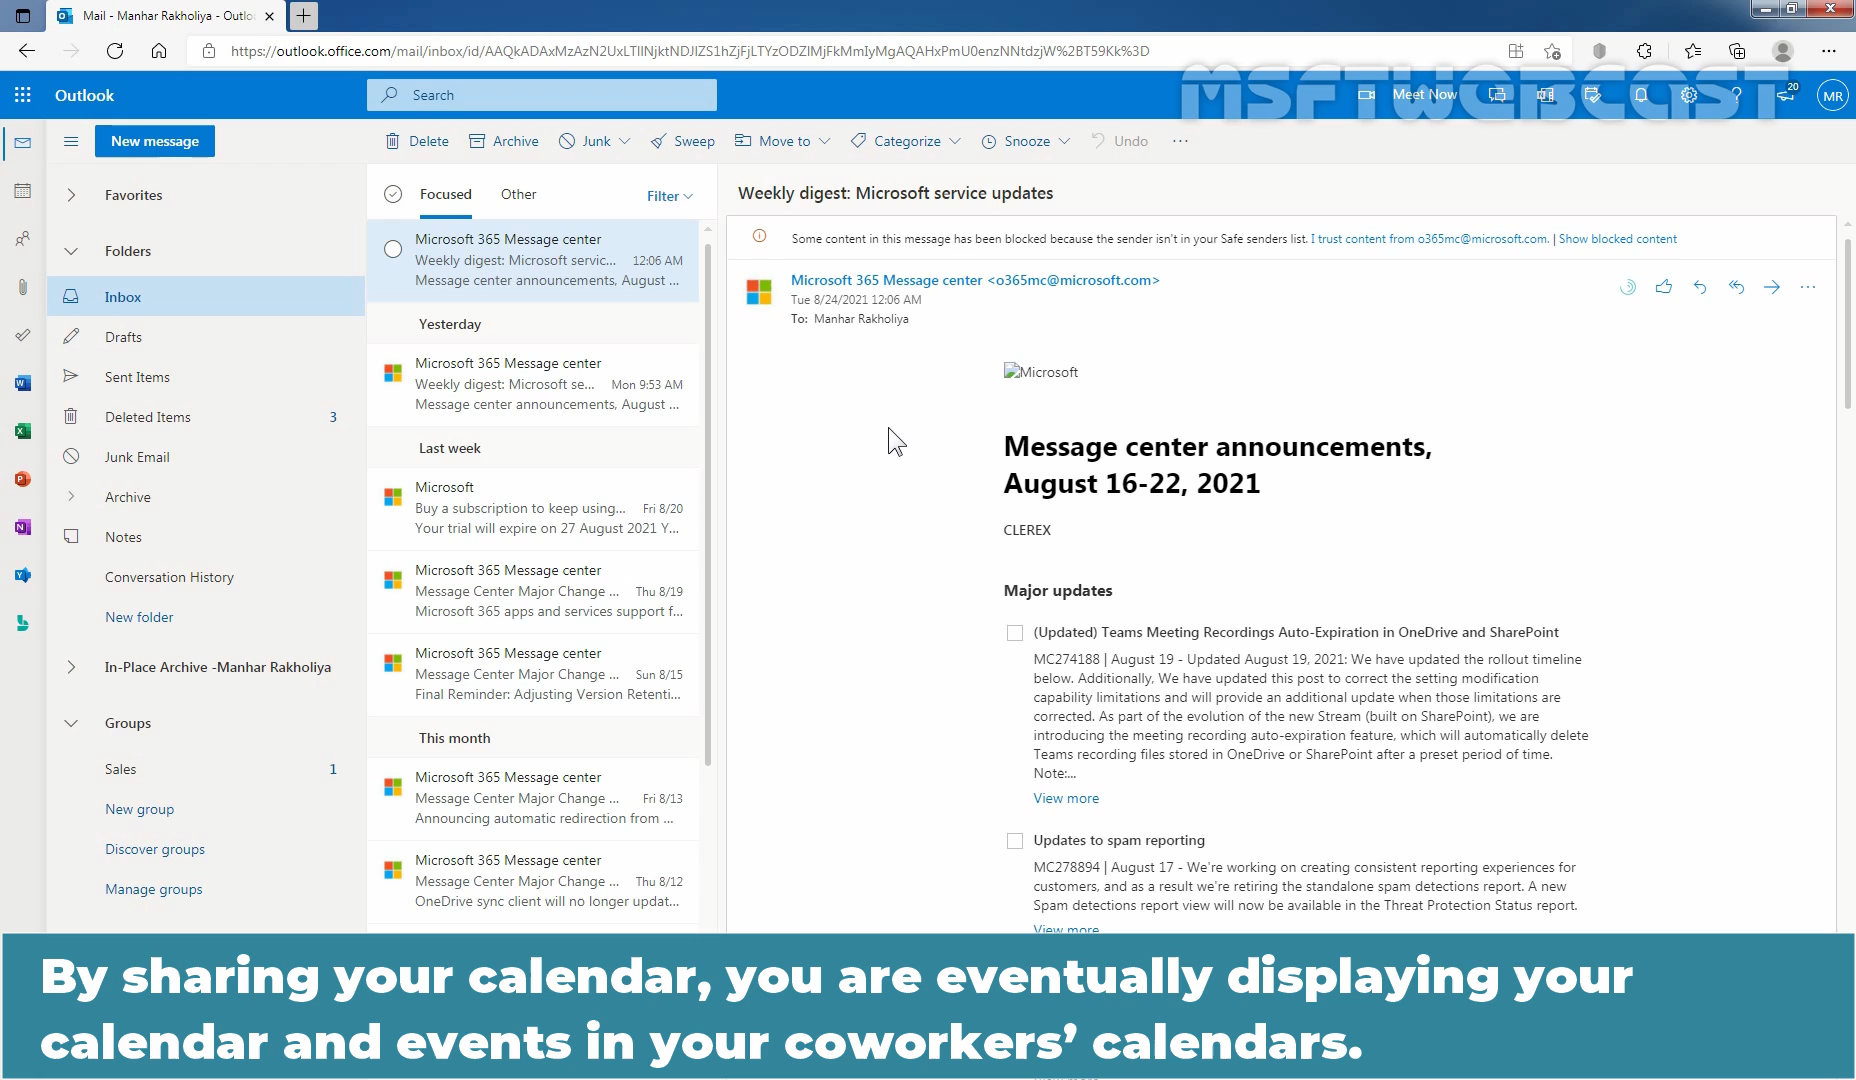 Mail - Manhar Rakholiya - Outlo
https://outlook.office.com/mail/inbox/id/AAQkADAxMzAzN2UxLTlINjktNDJlZS1hZjFjLTYzODZlMjFkMmIyMgAQAHxPmU0enzNNtdzjW%2BT59Kk%3D
MSFTWEBCAST
Outlook
Search
Meet Now
20
MR
New message
Delete
Archive
Junk
Sweep
Move to
Categorize
Snooze
Undo
Favorites
Folders
Inbox
Drafts
Sent Items
Deleted Items 3
Junk Email
Archive
Notes
Conversation History
New folder
In-Place Archive -Manhar Rakholiya
Groups
Sales 1
New group
Discover groups
Manage groups
Focused
Other
Filter
Microsoft 365 Message center
Weekly digest: Microsoft servic... 12:06 AM
Message center announcements, August ...
Yesterday
Microsoft 365 Message center
Weekly digest: Microsoft se... Mon 9:53 AM
Message center announcements, August ...
Last week
Microsoft
Buy a subscription to keep using... Fri 8/20
Your trial will expire on 27 August 2021 Y...
Microsoft 365 Message center
Message Center Major Change ... Thu 8/19
Microsoft 365 apps and services support f...
Microsoft 365 Message center
Message Center Major Change ... Sun 8/15
Final Reminder: Adjusting Version Retenti...
This month
Microsoft 365 Message center
Message Center Major Change ... Fri 8/13
Announcing automatic redirection from ...
Microsoft 365 Message center
Message Center Major Change ... Thu 8/12
OneDrive sync client will no longer updat...
Weekly digest: Microsoft service updates
Some content in this message has been blocked because the sender isn't in your Safe senders list. I trust content from o365mc@microsoft.com. | Show blocked content
Microsoft 365 Message center <o365mc@microsoft.com>
Tue 8/24/2021 12:06 AM
To: Manhar Rakholiya
Microsoft
Message center announcements,
August 16-22, 2021
CLEREX
Major updates
(Updated) Teams Meeting Recordings Auto-Expiration in OneDrive and SharePoint
MC274188 | August 19 - Updated August 19, 2021: We have updated the rollout timeline
below. Additionally, We have updated this post to correct the setting modification
capability limitations and will provide an additional update when those limitations are
corrected. As part of the evolution of the new Stream (built on SharePoint), we are
introducing the meeting recording auto-expiration feature, which will automatically delete
Teams recording files stored in OneDrive or SharePoint after a preset period of time.
Note:...
View more
Updates to spam reporting
MC278894 | August 17 - We're working on creating consistent reporting experiences for
customers, and as a result we're retiring the standalone spam detections report. A new
Spam detections report view will now be available in the Threat Protection Status report.
View more
By sharing your calendar, you are eventually displaying your
calendar and events in your coworkers' calendars.